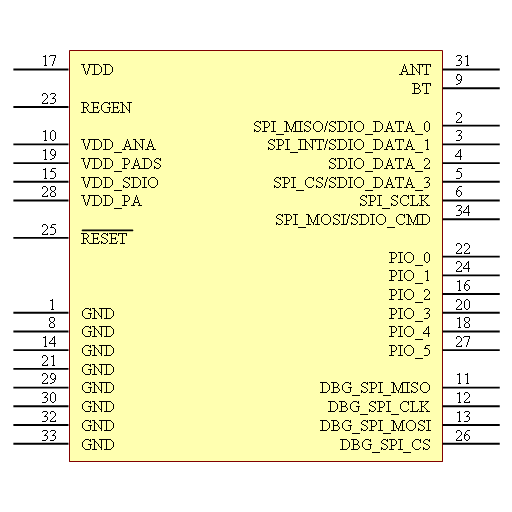 17 VDD ANT 31
BT 9
23 REGEN
SPI_MISO/SDIO_DATA_0 2
10 VDD_ANA SPI_INT/SDIO_DATA_1 3
19 VDD_PADS SDIO_DATA_2 4
15 VDD_SDIO SPI_CS/SDIO_DATA_3 5
28 VDD_PA SPI_SCLK 6
SPI_MOSI/SDIO_CMD 34
25 RESET
PIO_0 22
PIO_1 24
PIO_2 16
1 GND PIO_3 20
8 GND PIO_4 18
14 GND PIO_5 27
21 GND
29 GND DBG_SPI_MISO 11
30 GND DBG_SPI_CLK 12
32 GND DBG_SPI_MOSI 13
33 GND DBG_SPI_CS 26